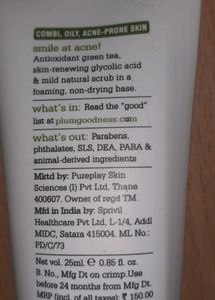 COMBI, OILY, ACNE-PRONE SKIN
smile at acne!
Antioxidant green tea,
skin-renewing glycolic acid
& mild natural scrub in a
foaming, non-drying base.
what's in: Read the "good"
list at plumgoodness.com
what's out: Parabens,
phthalates, SLS, DEA, PABA &
animal-derived ingredients
Mktd by: Pureplay Skin
Sciences (I) Pvt Ltd, Thane
400607. Owner of regd TM.
Mfd in India by: Sprivil
Healthcare Pvt Ltd, L-1/4, Addl
MIDC, Satara 415004. ML No.:
PD/C/73
Net vol. 25ml ℮ 0.85 fl. oz.
B. No., Mfg Dt on crimp. Use
before 24 months from Mfg Dt.
MRP (incl. of all taxes): ₹ 150.00